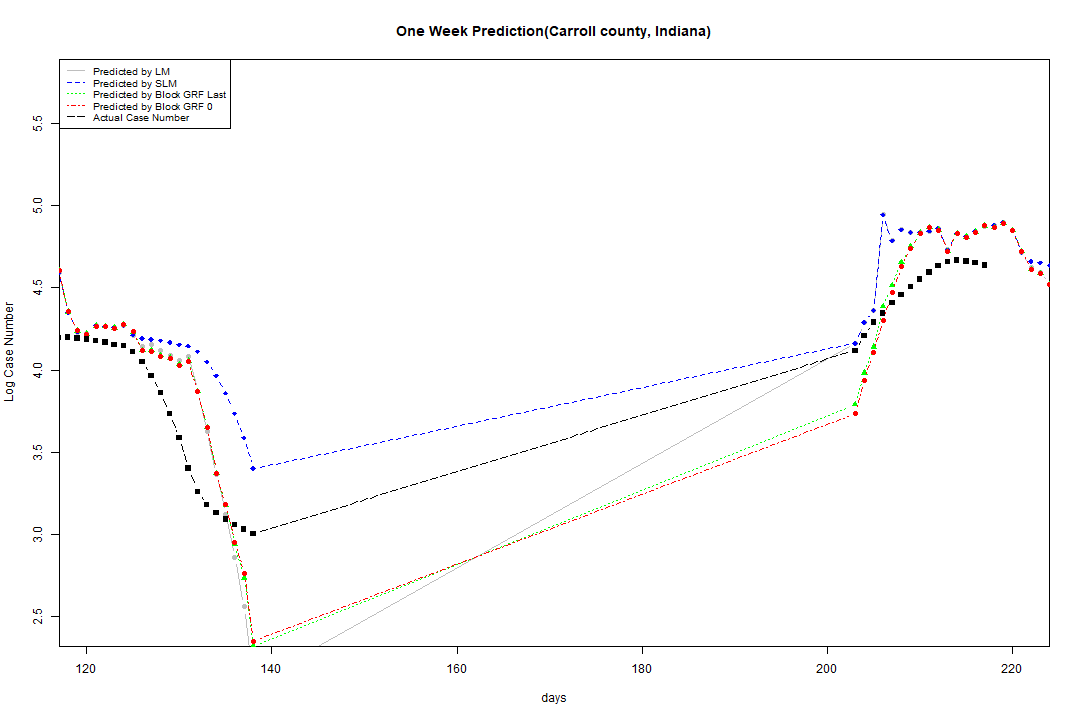 One Week Prediction(Carroll county, Indiana)
Predicted by LM
Predicted by SLM
Predicted by Block GRF Last
Predicted by Block GRF 0
Actual Case Number
Log Case Number
5.5
5.0
4.5
4.0
3.5
3.0
2.5
120 140 160 180 200 220
days